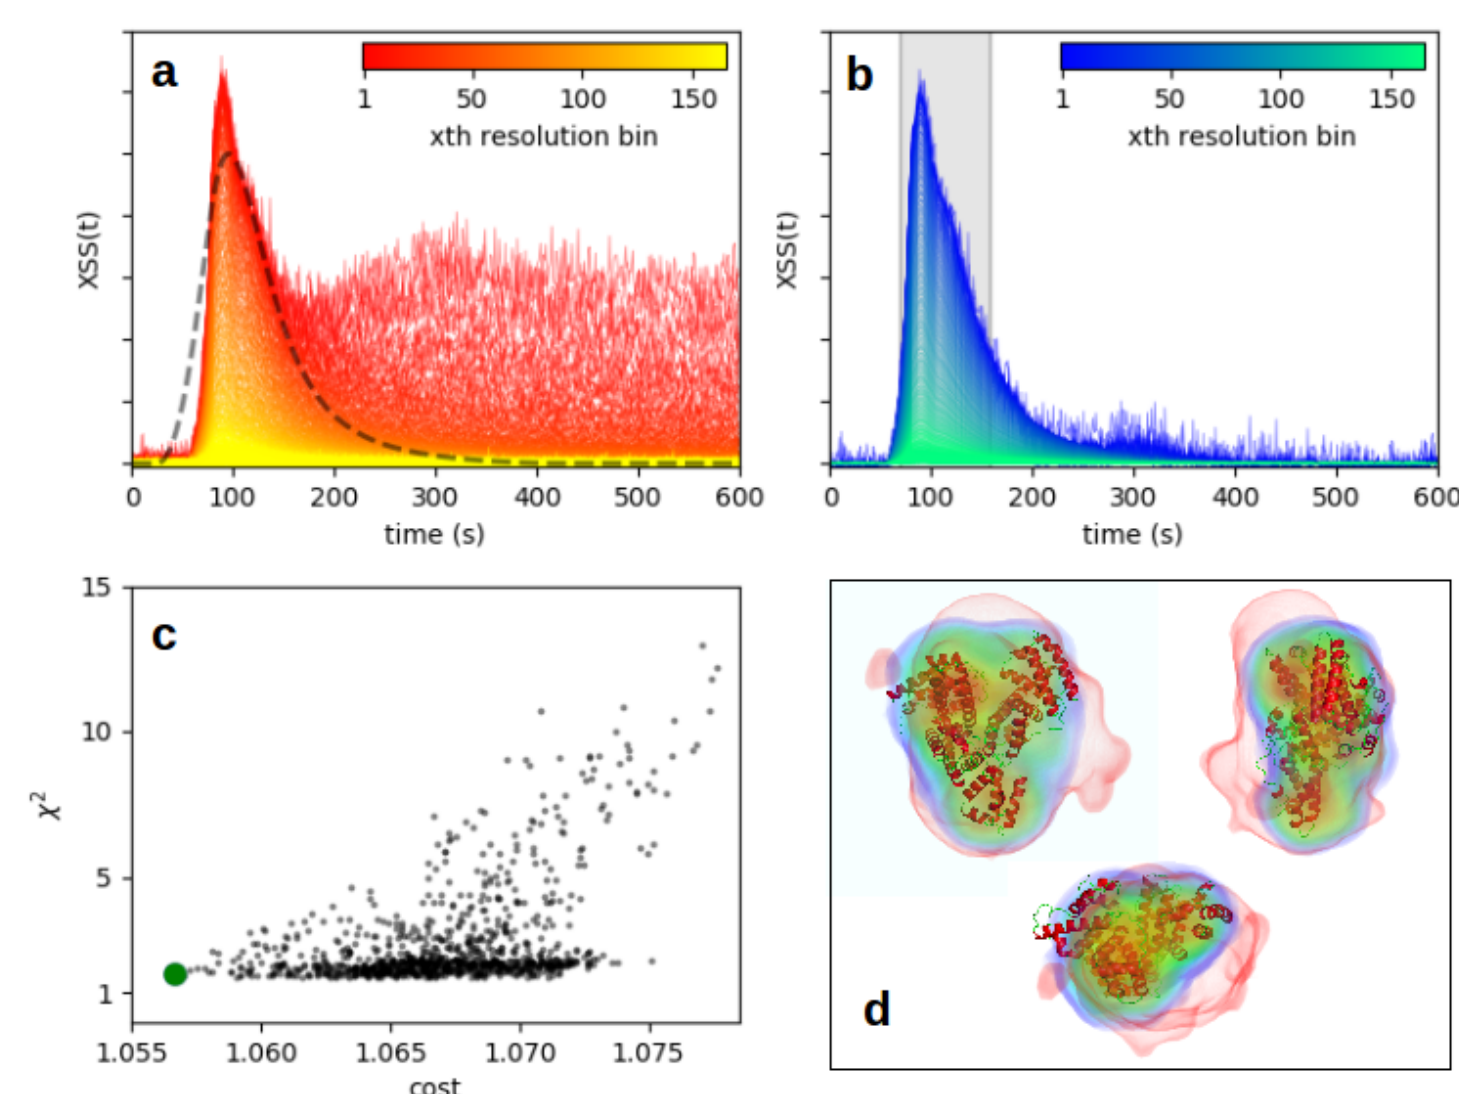 a
1 50 100 150
xth resolution bin
XSS(t)
0 100 200 300 400 500 600
time (s)
b
1 50 100 150
xth resolution bin
XSS(t)
0 100 200 300 400 500 600
time (s)
c
15
10
5
1
χ²
1.055 1.060 1.065 1.070 1.075
cost
d